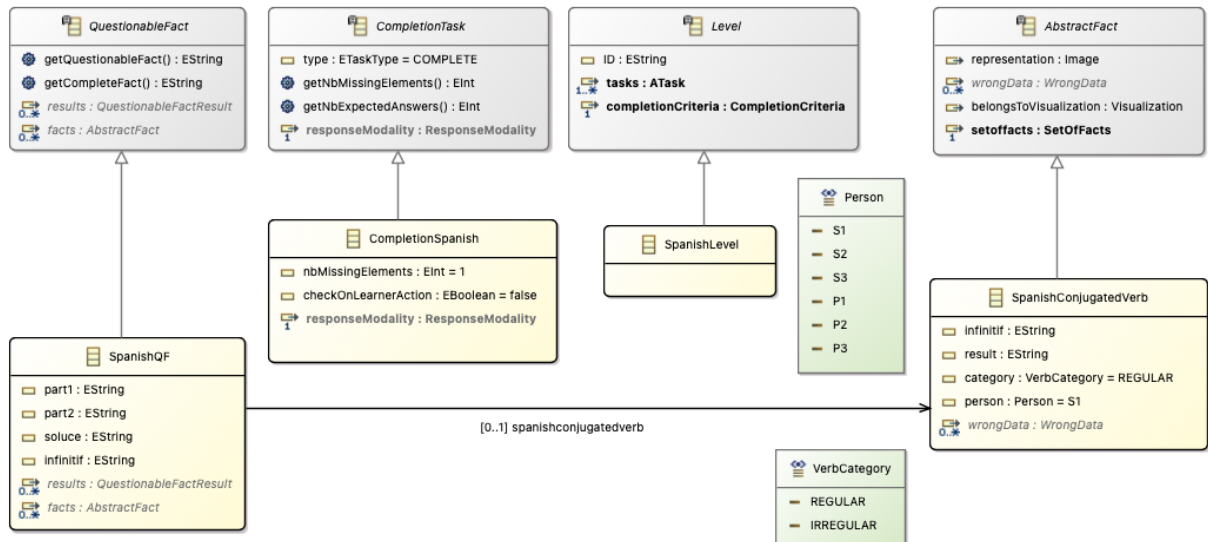 QuestionableFact
getQuestionableFact() : EString
getCompleteFact() : EString
results : QuestionableFactResult
0..*
facts : AbstractFact
0..*
CompletionTask
type : ETaskType = COMPLETE
getNbMissingElements() : EInt
getNbExpectedAnswers() : EInt
responseModality : ResponseModality
1
Level
ID : EString
tasks : ATask
1..*
completionCriteria : CompletionCriteria
1
AbstractFact
representation : Image
wrongData : WrongData
0..*
belongsToVisualization : Visualization
setoffacts : SetOfFacts
1
CompletionSpanish
nbMissingElements : EInt = 1
checkOnLearnerAction : EBoolean = false
responseModality : ResponseModality
1
SpanishLevel
Person
S1
S2
S3
P1
P2
P3
SpanishConjugatedVerb
infinitif : EString
result : EString
category : VerbCategory = REGULAR
person : Person = S1
wrongData : WrongData
0..*
SpanishQF
part1 : EString
part2 : EString
soluce : EString
infinitif : EString
results : QuestionableFactResult
0..*
facts : AbstractFact
0..*
[0..1] spanishconjugatedverb
VerbCategory
REGULAR
IRREGULAR